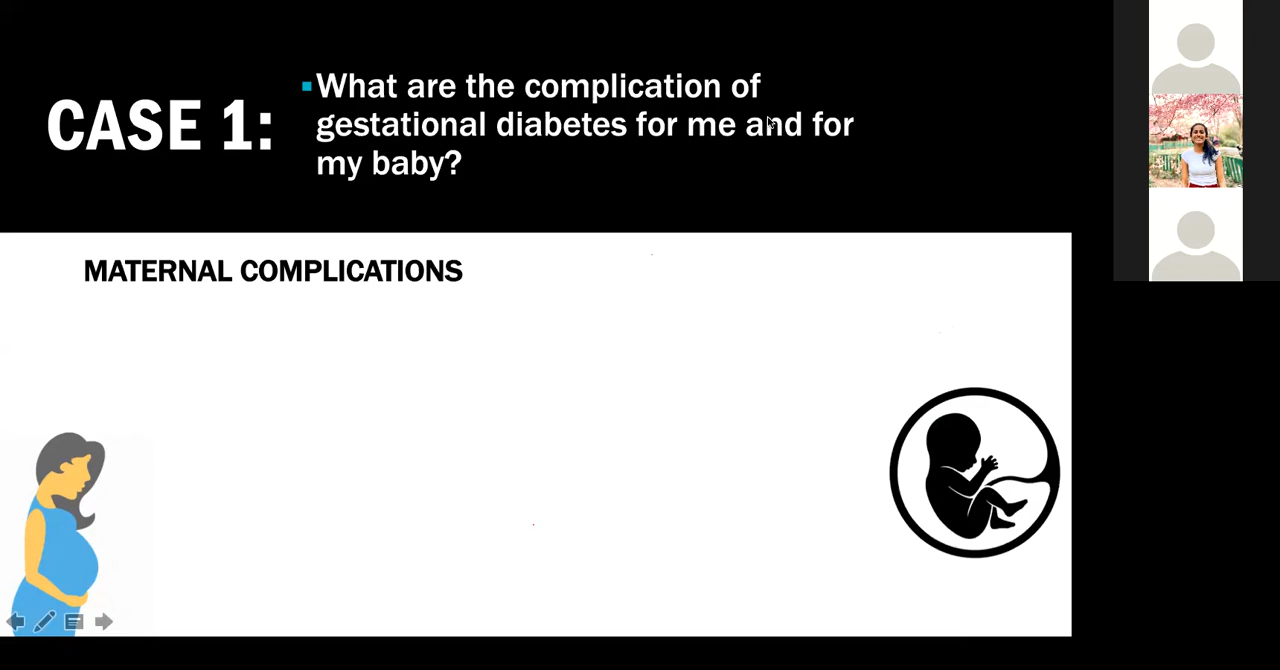 CASE 1:
What are the complication of
gestational diabetes for me and for
my baby?
MATERNAL COMPLICATIONS